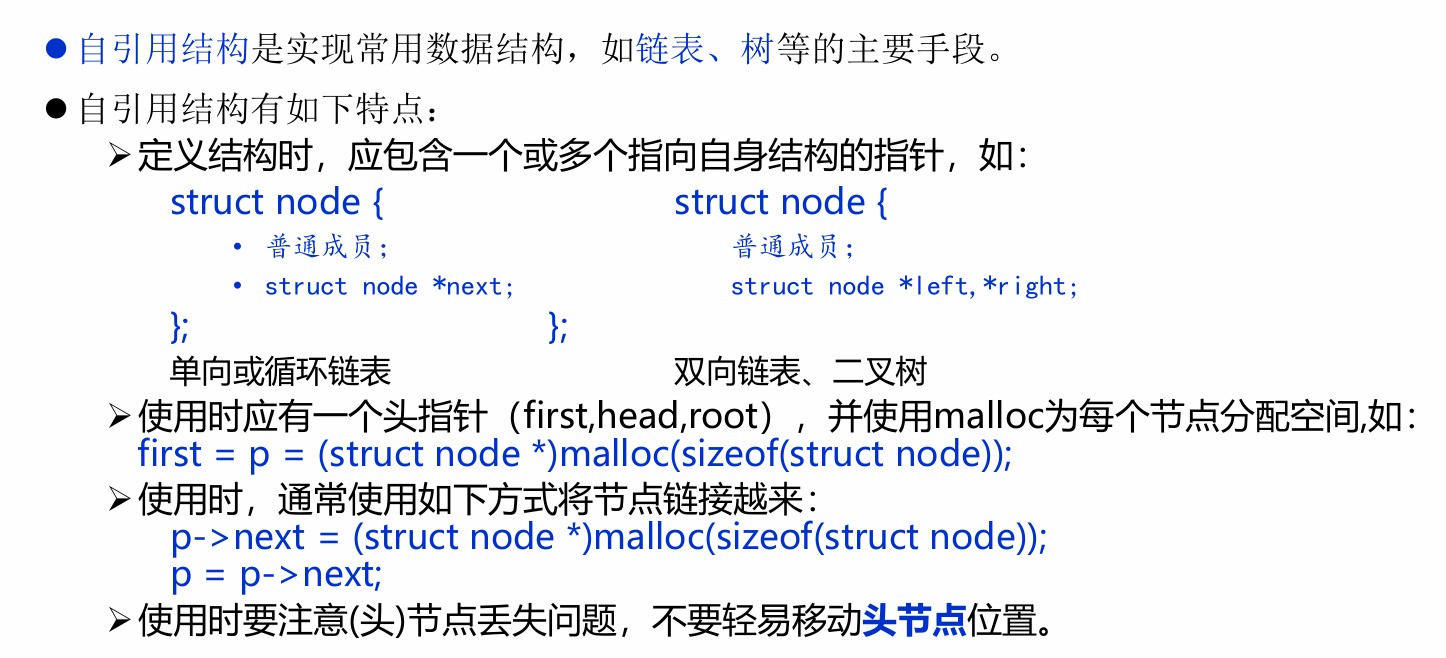 ● 自引用结构是实现常用数据结构，如链表、树等的主要手段。
● 自引用结构有如下特点：
➢ 定义结构时，应包含一个或多个指向自身结构的指针，如：
struct node { struct node {
• 普通成员; 普通成员;
• struct node *next; struct node *left,*right;
}; };
单向或循环链表 双向链表、二叉树
➢ 使用时应有一个头指针（first,head,root），并使用malloc为每个节点分配空间,如：
first = p = (struct node *)malloc(sizeof(struct node));
➢ 使用时，通常使用如下方式将节点链接越来：
p->next = (struct node *)malloc(sizeof(struct node));
p = p->next;
➢ 使用时要注意(头)节点丢失问题，不要轻易移动头节点位置。